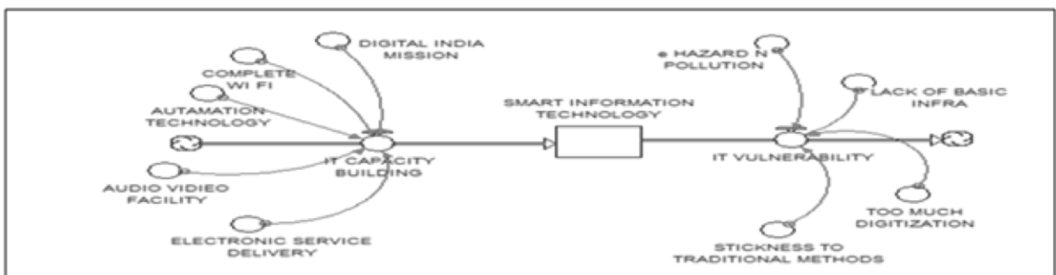 DIGITAL INDIA
MISSION
COMPLETE
WI FI
AUTAMATION
TECHNOLOGY
IT CAPACITY
BUILDING
AUDIO VIDIEO
FACILITY
ELECTRONIC SERVICE
DELIVERY
SMART INFORMATION
TECHNOLOGY
e HAZARD N
POLLUTION
LACK OF BASIC
INFRA
IT VULNERABILITY
TOO MUCH
DIGITIZATION
STICKNESS TO
TRADITIONAL METHODS